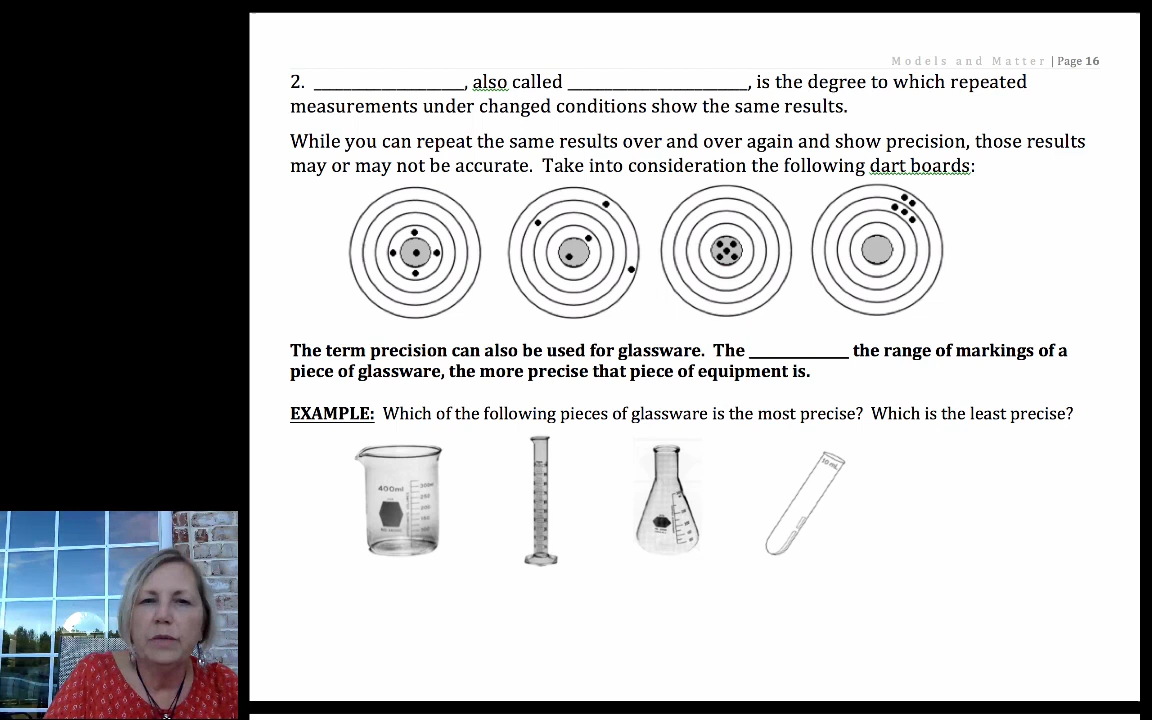 Models and Matter | Page 16
2. ________________, also called ___________________, is the degree to which repeated
measurements under changed conditions show the same results.
While you can repeat the same results over and over again and show precision, those results
may or may not be accurate. Take into consideration the following dart boards:
The term precision can also be used for glassware. The ___________ the range of markings of a
piece of glassware, the more precise that piece of equipment is.
EXAMPLE: Which of the following pieces of glassware is the most precise? Which is the least precise?
400ml
10 mL